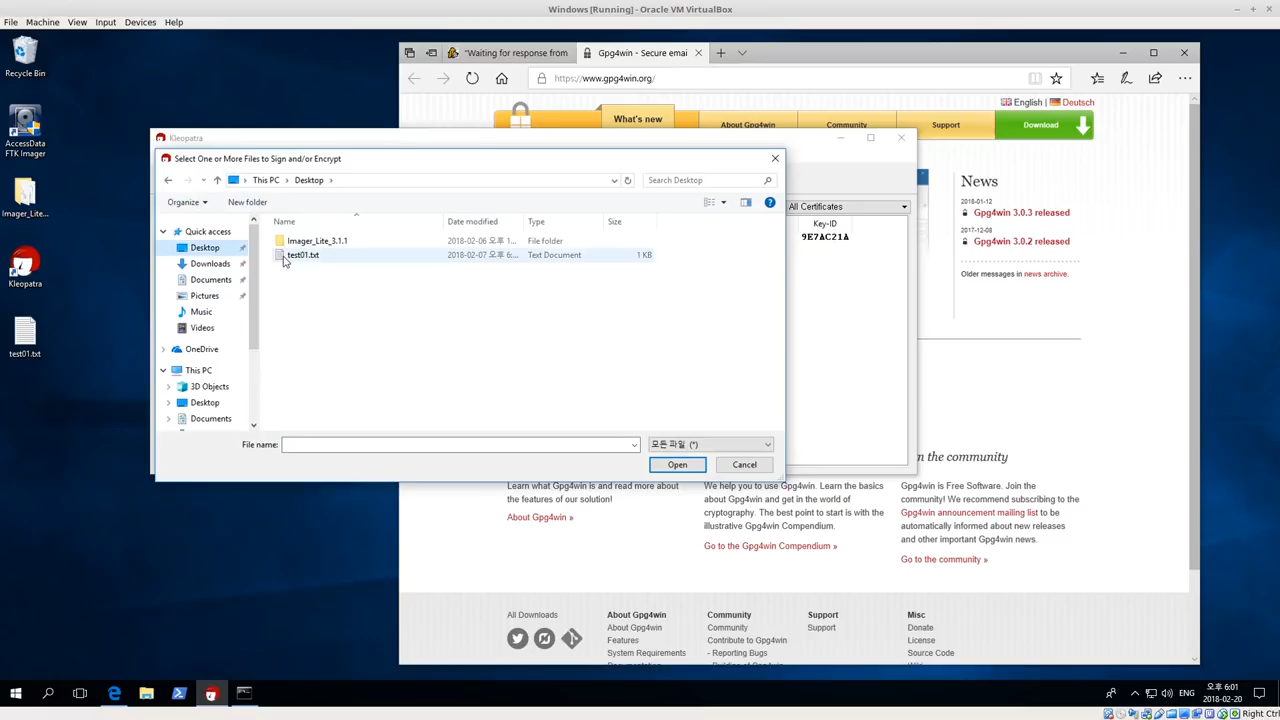 Windows [Running] - Oracle VM VirtualBox
File Machine View Input Devices Help
Recycle Bin
AccessData
FTK Imager
Imager_Lite...
Kleopatra
test01.txt
"Waiting for response from
Gpg4win - Secure emai
https://www.gpg4win.org/
English | Deutsch
What's new
About Gpg4win
Community
Support
Download
News
2018-01-12
Gpg4win 3.0.3 released
2017-12-08
Gpg4win 3.0.2 released
Older messages in news archive.
Kleopatra
All Certificates
Key-ID
9E7AC21A
Select One or More Files to Sign and/or Encrypt
This PC
Desktop
Search Desktop
Organize
New folder
Name
Date modified
Type
Size
Imager_Lite_3.1.1
2018-02-06 오후 1...
File folder
test01.txt
2018-02-07 오후 6:...
Text Document
1 KB
Quick access
Desktop
Downloads
Documents
Pictures
Music
Videos
OneDrive
This PC
3D Objects
Desktop
Documents
File name:
모든 파일 (*)
Open
Cancel
n the community
Learn what Gpg4win is and read more about
the features of our solution!
About Gpg4win »
We help you to use Gpg4win. Learn the basics
about Gpg4win and get in the world of
cryptography. The best point to start is with the
illustrative Gpg4win Compendium.
Go to the Gpg4win Compendium »
Gpg4win is Free Software. Join the
community! We recommend subscribing to the
Gpg4win announcement mailing list to be
automatically informed about new releases
and other important Gpg4win news.
Go to the community »
All Downloads
About Gpg4win
About Gpg4win
Features
System Requirements
Community
Community
Contribute to Gpg4win
- Reporting Bugs
Support
Support
Misc
Donate
License
Source Code
ENG
오후 6:01
2018-02-20
Right Ctrl